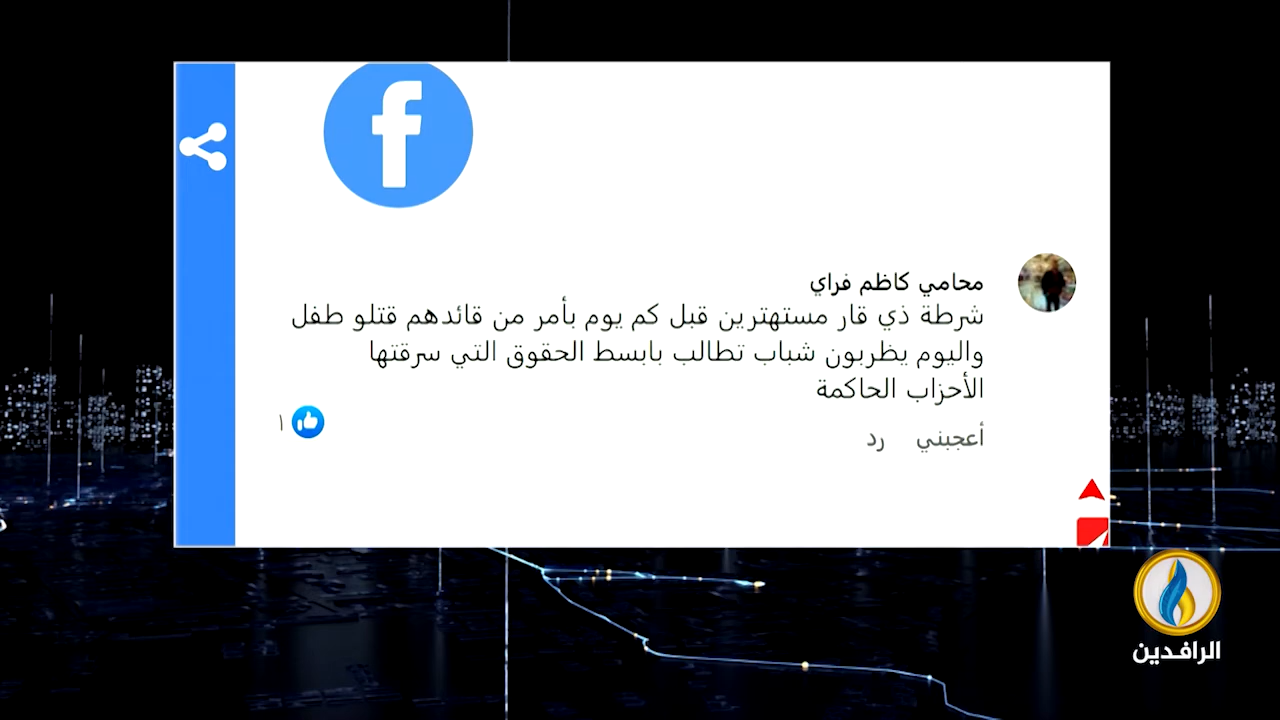 f
محامي كاظم فراي
شرطة ذي قار مستهترين قبل كم يوم بأمر من قائدهم قتلو طفل
واليوم يظربون شباب تطالب بابسط الحقوق التي سرقتها
الأحزاب الحاكمة
١
أعجبني رد
الرافدين